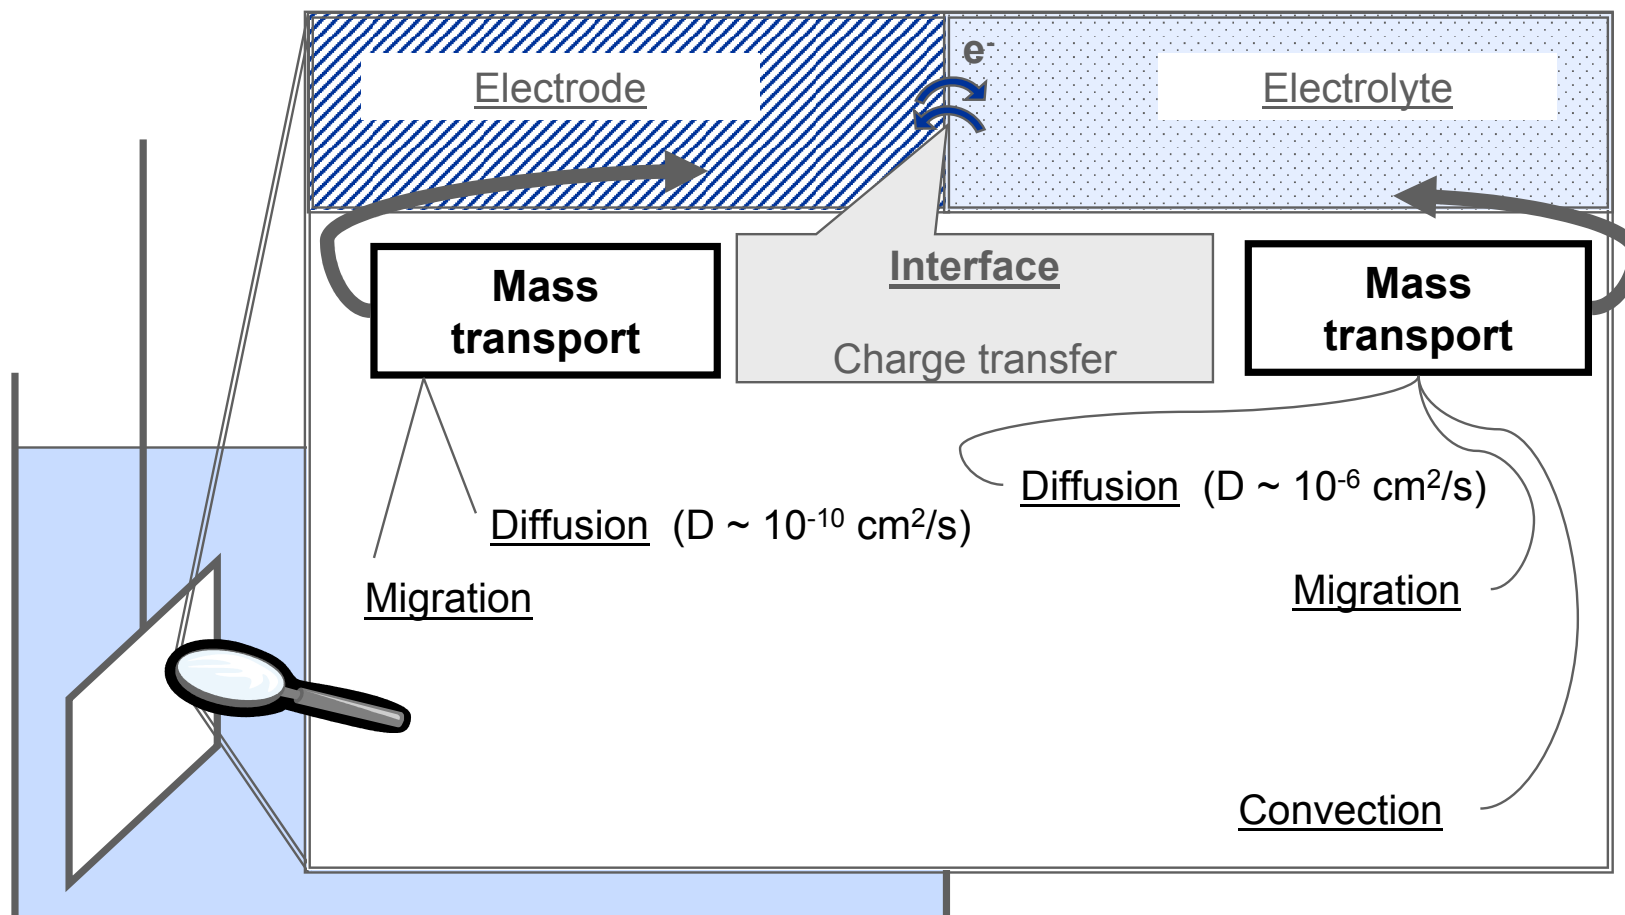 Electrode
e⁻
Electrolyte
Mass
transport
Interface
Charge transfer
Mass
transport
Diffusion (D ~ 10⁻¹⁰ cm²/s)
Migration
Diffusion (D ~ 10⁻⁶ cm²/s)
Migration
Convection